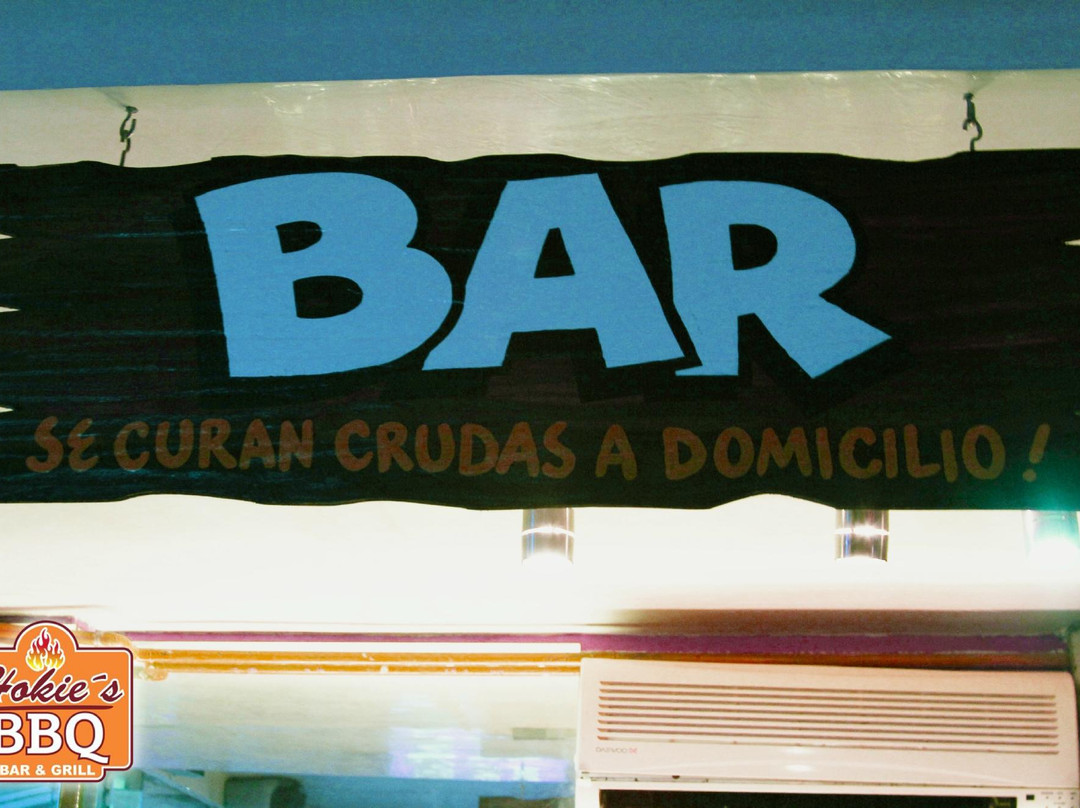 BAR
SE CURAN CRUDAS A DOMICILIO !
Hokie´s
BBQ
BAR & GRILL